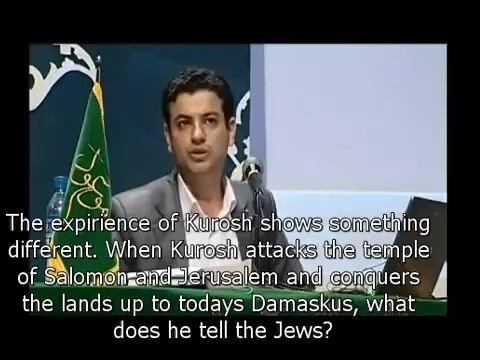 The expirience of Kurosh shows something
different. When Kurosh attacks the temple
of Salomon and Jerusalem and conquers
the lands up to todays Damaskus, what
does he tell the Jews?